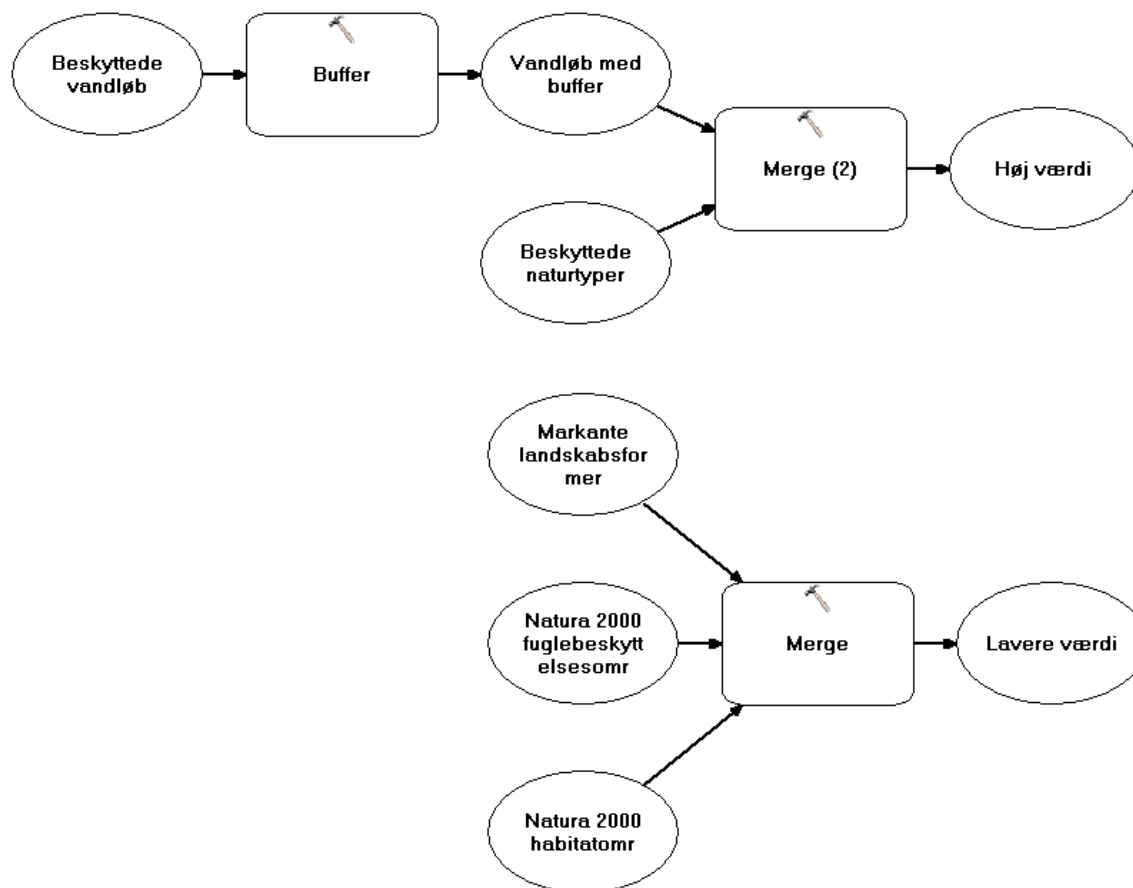 Beskyttede
vandløb
Buffer
Vandløb med
buffer
Merge (2)
Høj værdi
Beskyttede
naturtyper
Markante
landskabsfor
mer
Natura 2000
fuglebeskytt
elsesomr
Merge
Lavere værdi
Natura 2000
habitatomr